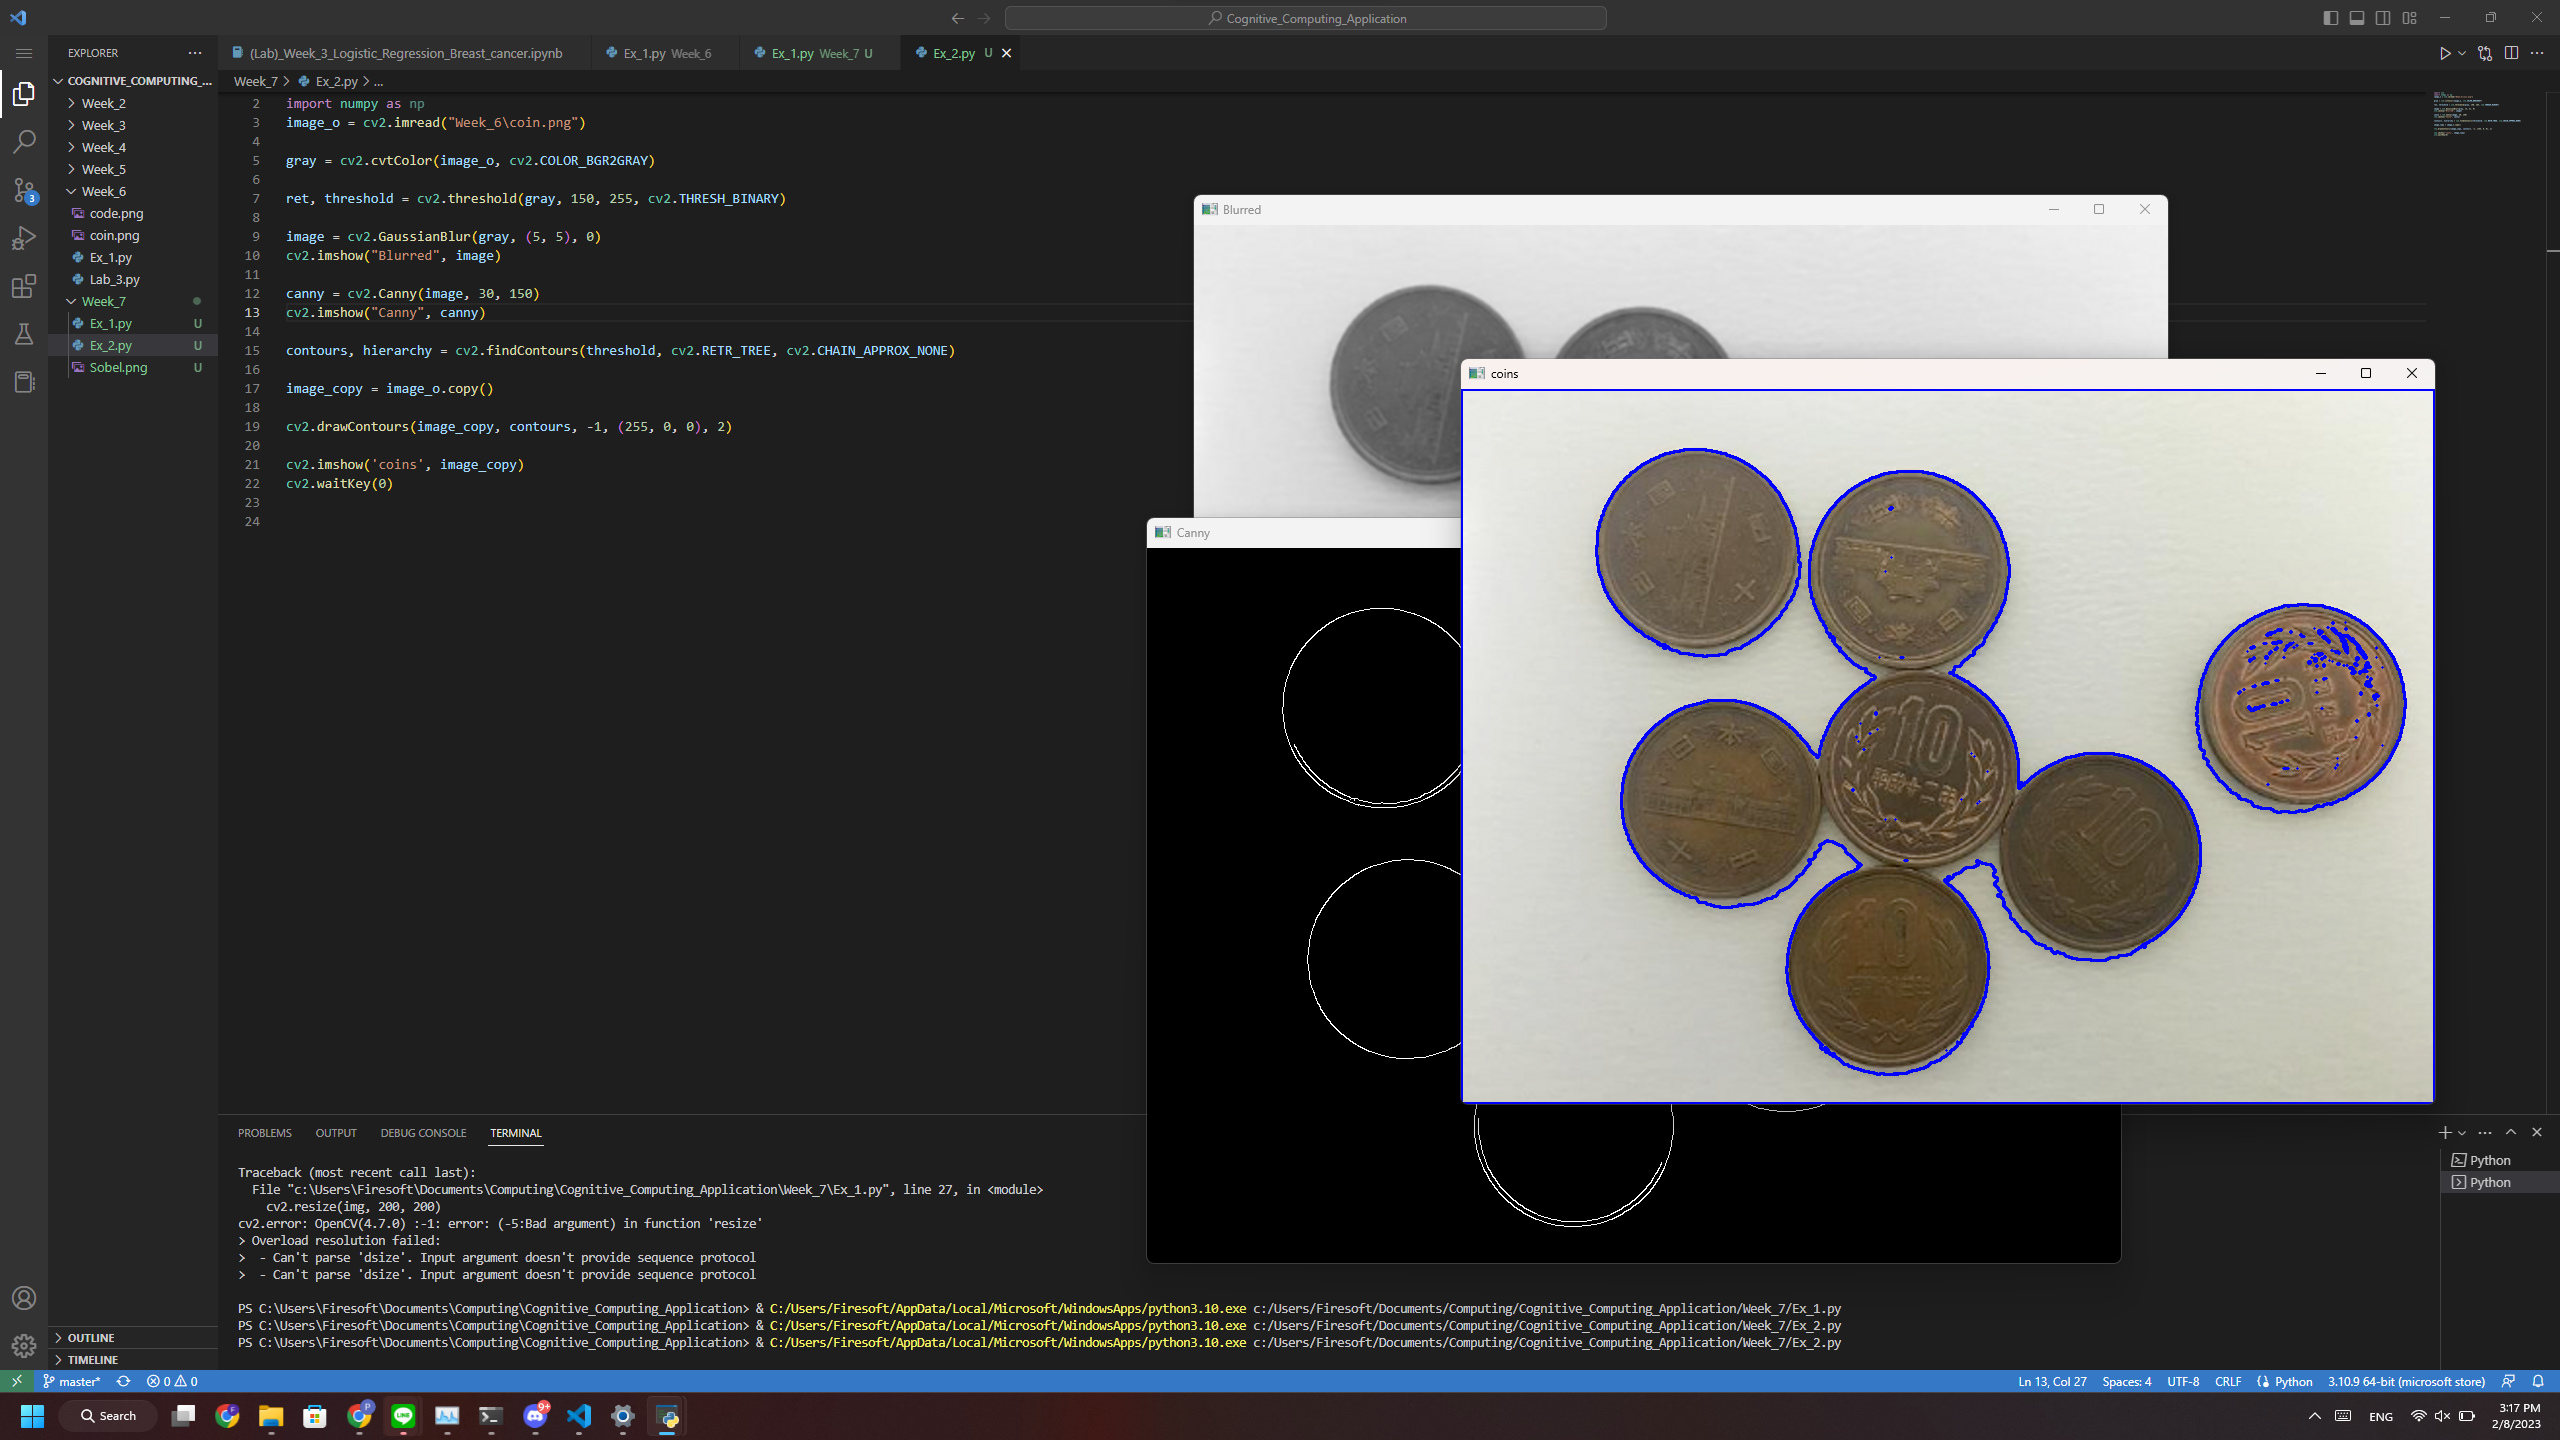 Cognitive_Computing_Application
EXPLORER
COGNITIVE_COMPUTING_...
Week_2
Week_3
Week_4
Week_5
Week_6
code.png
coin.png
Ex_1.py
Lab_3.py
Week_7
Ex_1.py U
Ex_2.py U
Sobel.png U
OUTLINE
TIMELINE
3
(Lab)_Week_3_Logistic_Regression_Breast_cancer.ipynb
Ex_1.py Week_6
Ex_1.py Week_7 U
Ex_2.py U
Week_7 > Ex_2.py > ...
2 import numpy as np
3 image_o = cv2.imread("Week_6\coin.png")
4
5 gray = cv2.cvtColor(image_o, cv2.COLOR_BGR2GRAY)
6
7 ret, threshold = cv2.threshold(gray, 150, 255, cv2.THRESH_BINARY)
8
9 image = cv2.GaussianBlur(gray, (5, 5), 0)
10 cv2.imshow("Blurred", image)
11
12 canny = cv2.Canny(image, 30, 150)
13 cv2.imshow("Canny", canny)
14
15 contours, hierarchy = cv2.findContours(threshold, cv2.RETR_TREE, cv2.CHAIN_APPROX_NONE)
16
17 image_copy = image_o.copy()
18
19 cv2.drawContours(image_copy, contours, -1, (255, 0, 0), 2)
20
21 cv2.imshow('coins', image_copy)
22 cv2.waitKey(0)
23
24
Blurred
coins
Canny
日本国
10
10
10
10
PROBLEMS OUTPUT DEBUG CONSOLE TERMINAL
Traceback (most recent call last):
File "c:\Users\Firesoft\Documents\Computing\Cognitive_Computing_Application\Week_7\Ex_1.py", line 27, in <module>
cv2.resize(img, 200, 200)
cv2.error: OpenCV(4.7.0) :-1: error: (-5:Bad argument) in function 'resize'
> Overload resolution failed:
>  - Can't parse 'dsize'. Input argument doesn't provide sequence protocol
>  - Can't parse 'dsize'. Input argument doesn't provide sequence protocol
PS C:\Users\Firesoft\Documents\Computing\Cognitive_Computing_Application> & C:/Users/Firesoft/AppData/Local/Microsoft/WindowsApps/python3.10.exe c:/Users/Firesoft/Documents/Computing/Cognitive_Computing_Application/Week_7/Ex_1.py
PS C:\Users\Firesoft\Documents\Computing\Cognitive_Computing_Application> & C:/Users/Firesoft/AppData/Local/Microsoft/WindowsApps/python3.10.exe c:/Users/Firesoft/Documents/Computing/Cognitive_Computing_Application/Week_7/Ex_2.py
PS C:\Users\Firesoft\Documents\Computing\Cognitive_Computing_Application> & C:/Users/Firesoft/AppData/Local/Microsoft/WindowsApps/python3.10.exe c:/Users/Firesoft/Documents/Computing/Cognitive_Computing_Application/Week_7/Ex_2.py
Python
Python
master* 0 0
Ln 13, Col 27 Spaces: 4 UTF-8 CRLF Python 3.10.9 64-bit (microsoft store)
Search
F
P
LINE
9+
ENG
3:17 PM
2/8/2023